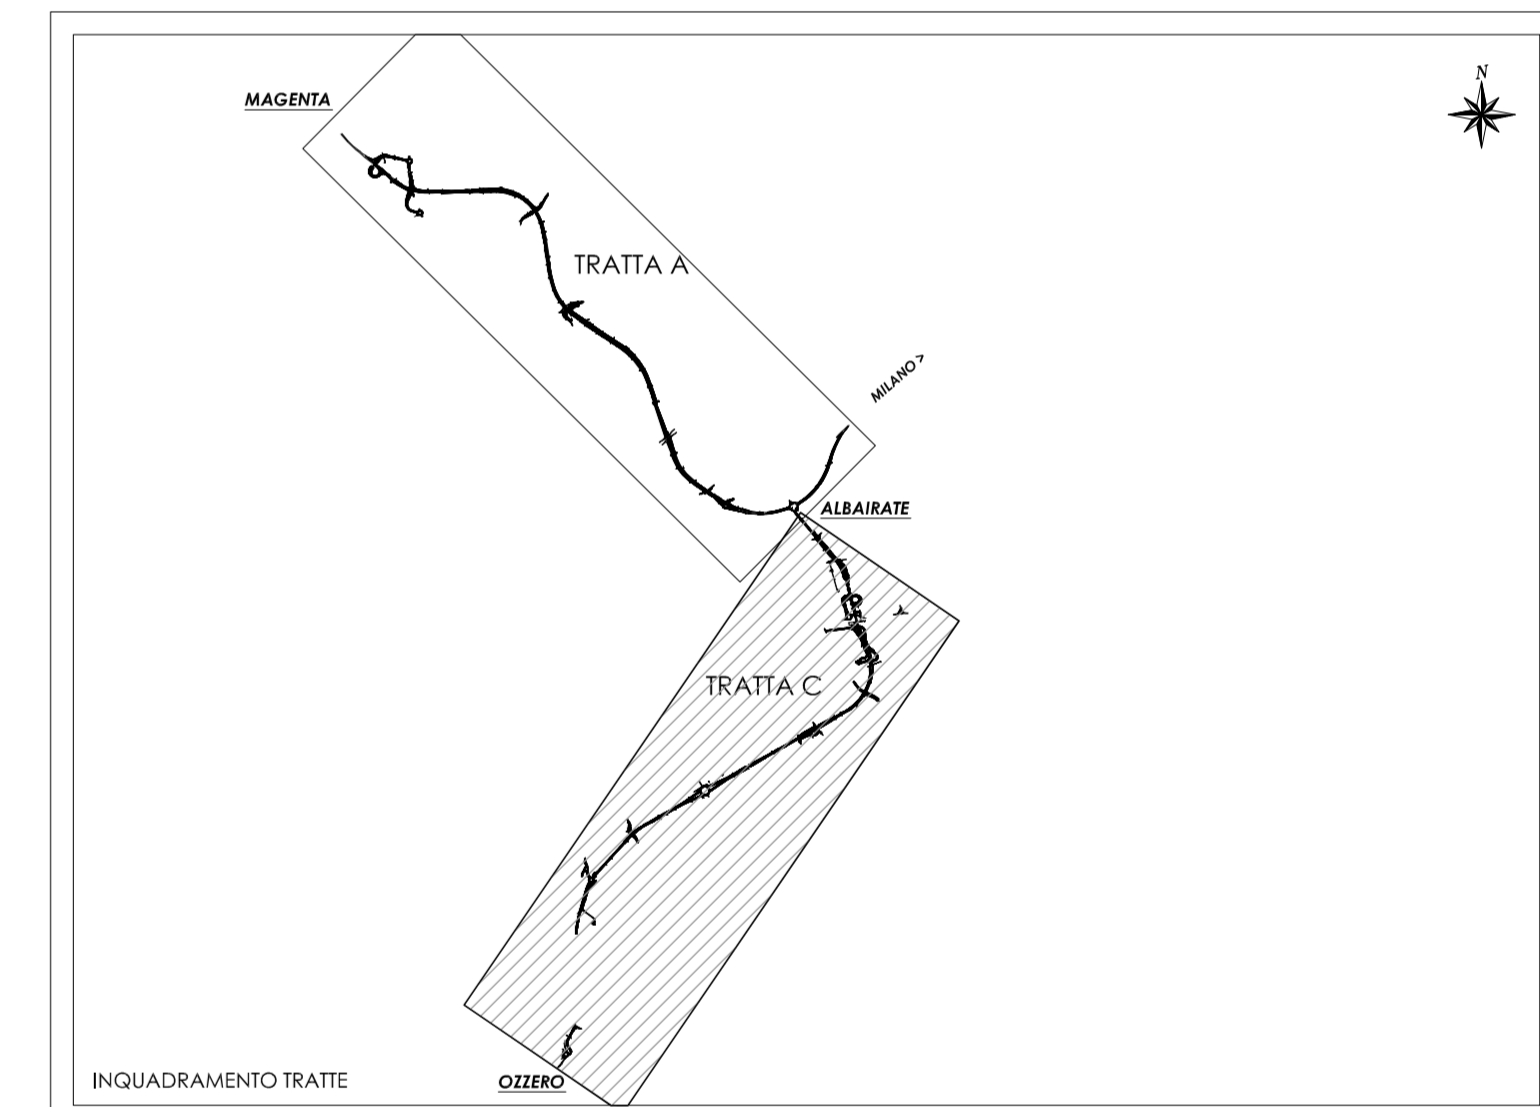 N
MAGENTA
TRATTA A
MILANO >
ALBAIRATE
TRATTA C
INQUADRAMENTO TRATTE
OZZERO